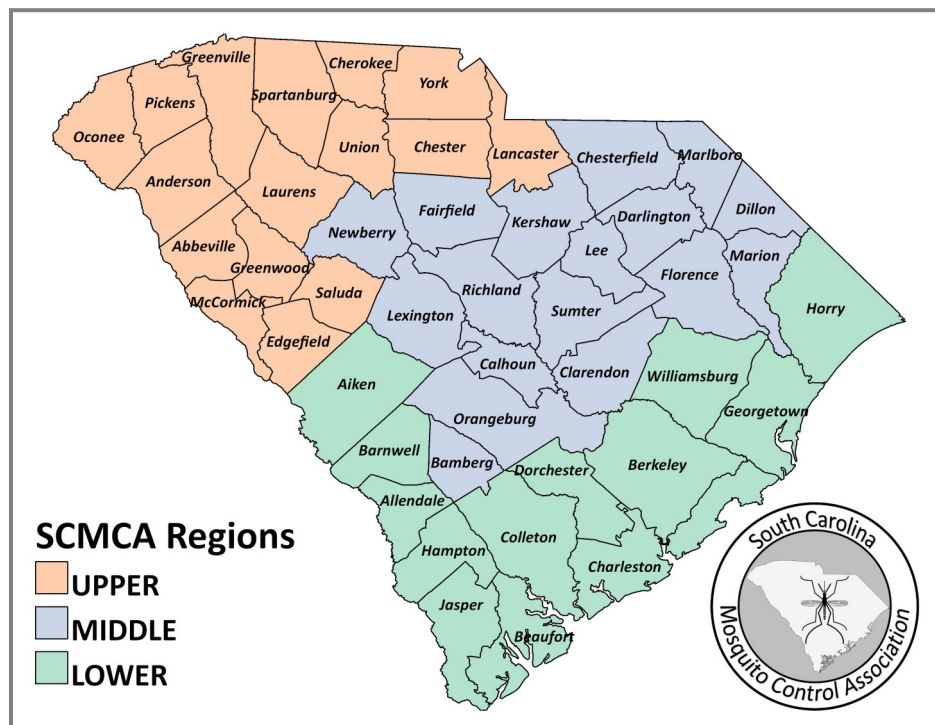 Greenville
Cherokee
York
Pickens
Spartanburg
Oconee
Union
Chester
Lancaster
Chesterfield
Marlboro
Anderson
Laurens
Fairfield
Kershaw
Darlington
Dillon
Newberry
Abbeville
Lee
Marion
Greenwood
Florence
McCormick
Saluda
Richland
Lexington
Sumter
Horry
Edgefield
Calhoun
Clarendon
Williamsburg
Aiken
Georgetown
Orangeburg
Barnwell
Bamberg
Dorchester
Berkeley
Allendale
Colleton
Hampton
Charleston
Jasper
Beaufort
SCMCA Regions
UPPER
MIDDLE
LOWER
South Carolina
Mosquito Control Association